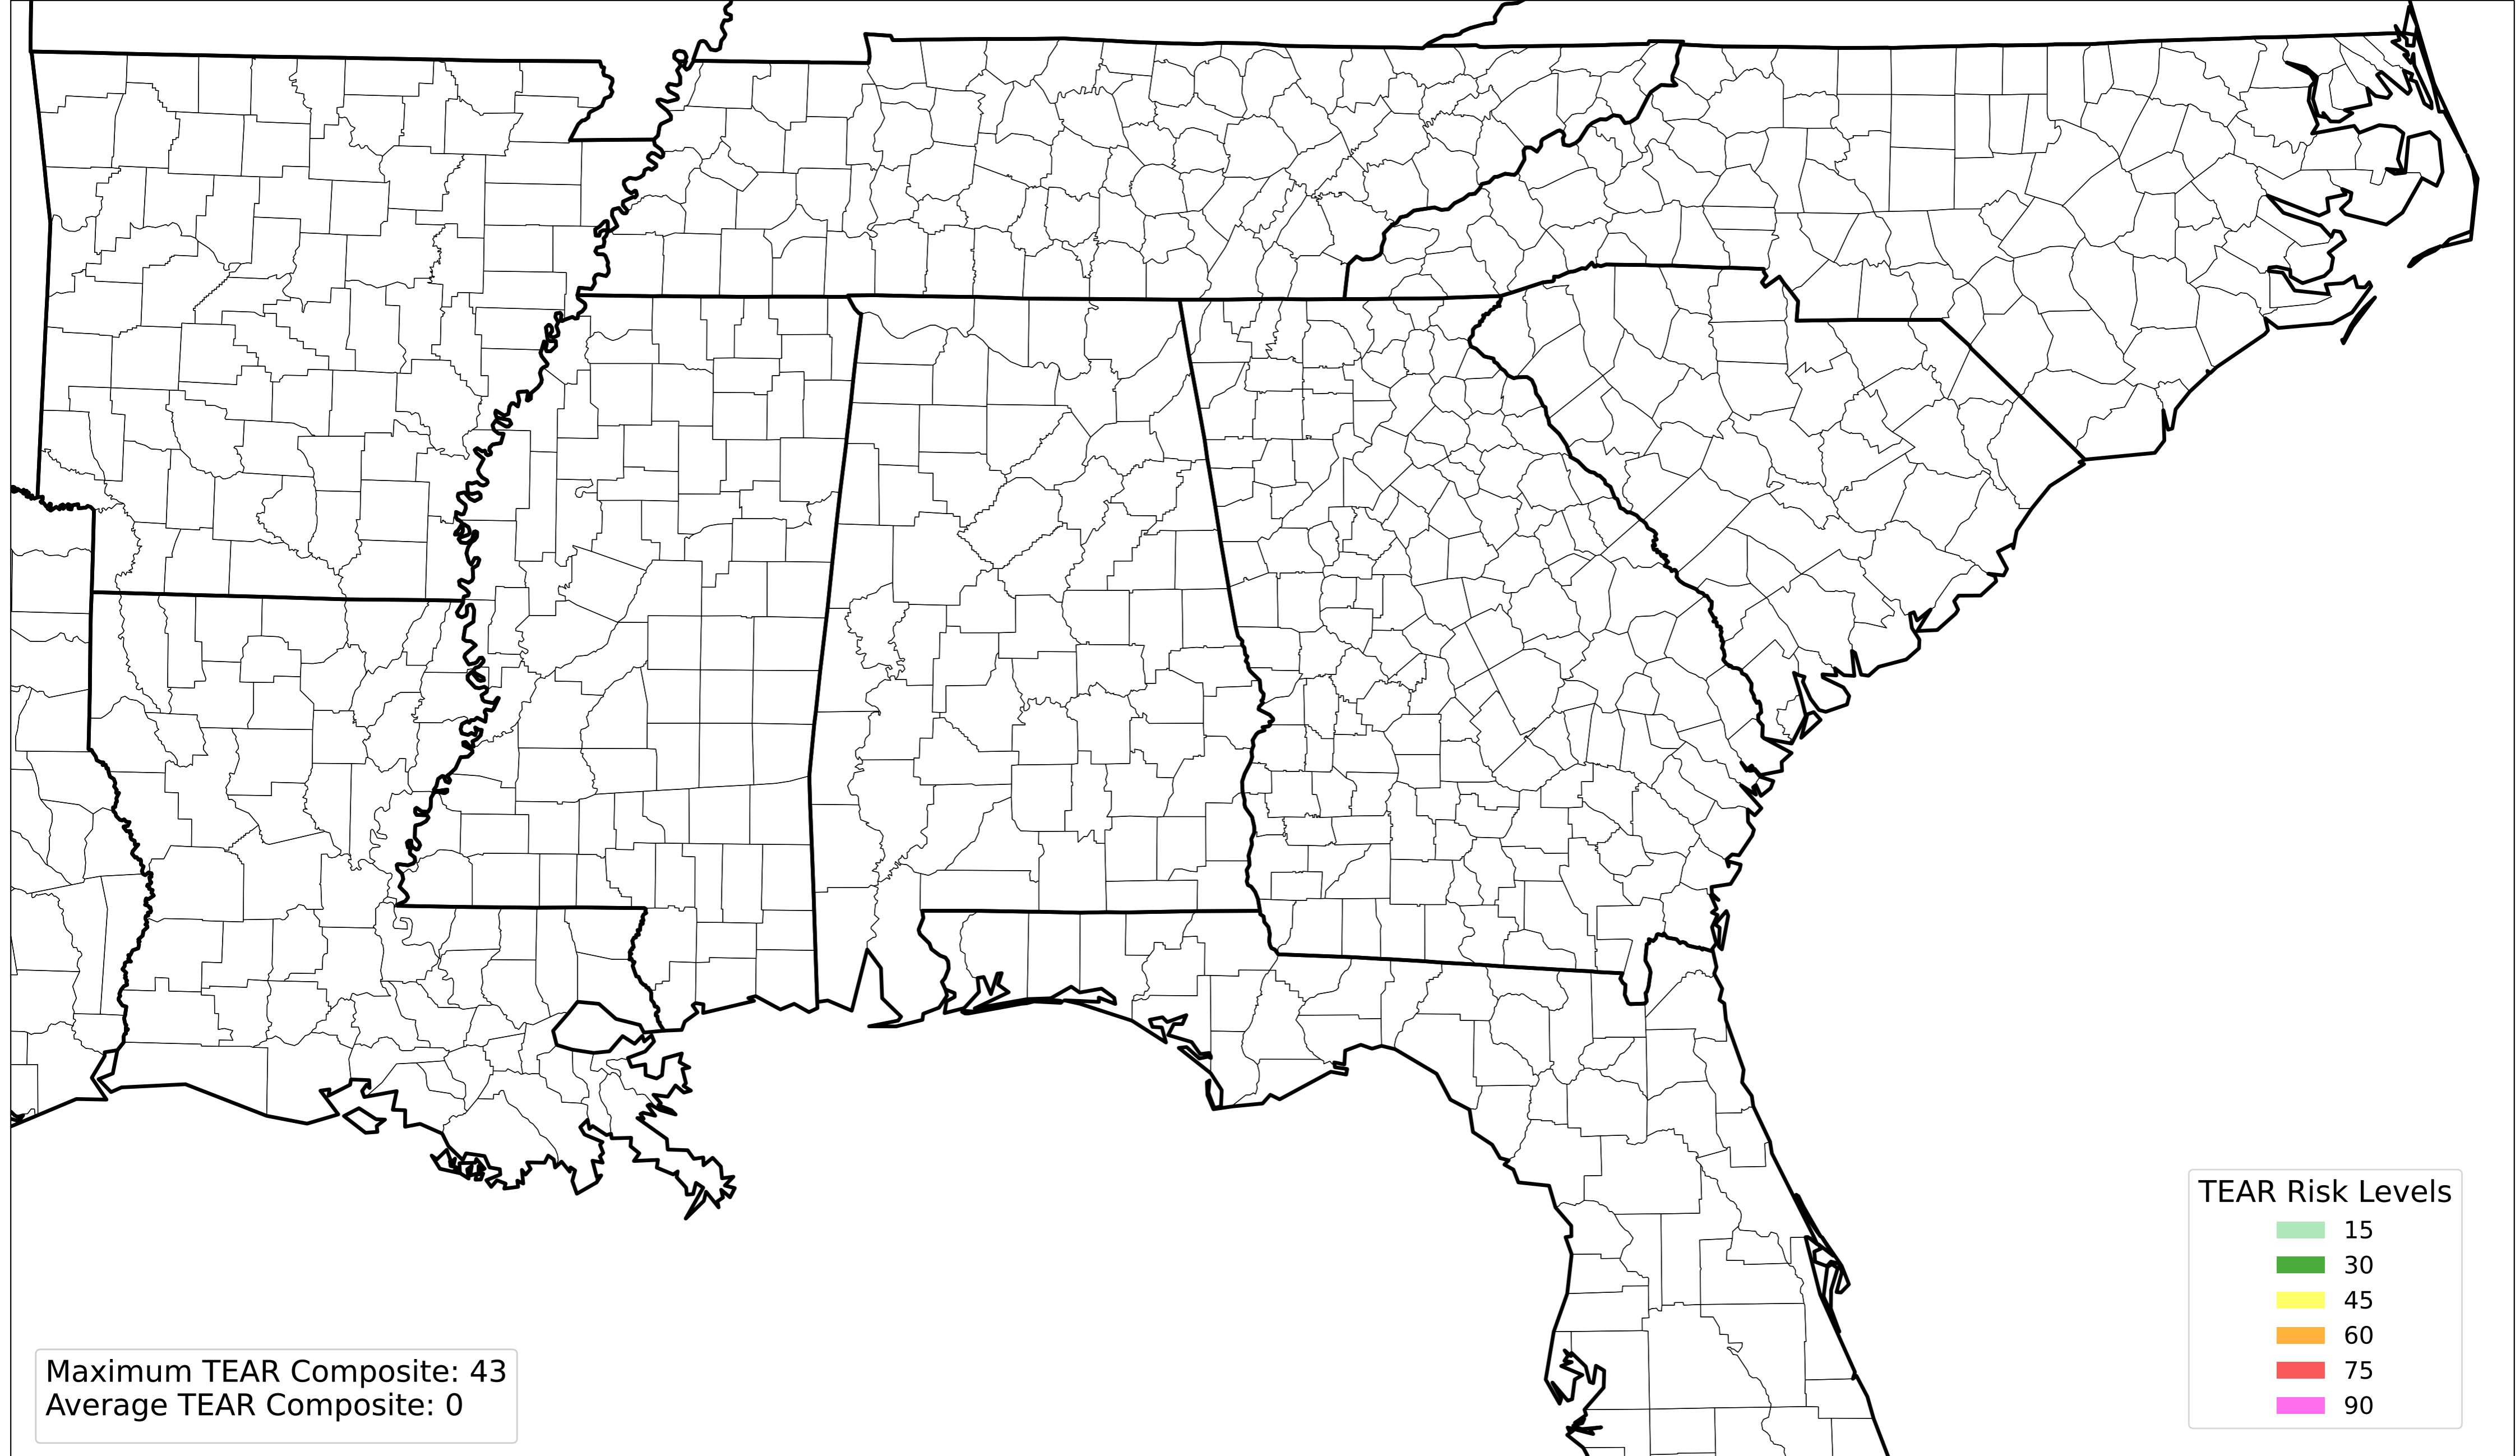 TEAR Risk Levels
15
30
45
60
75
90
Maximum TEAR Composite: 43
Average TEAR Composite: 0